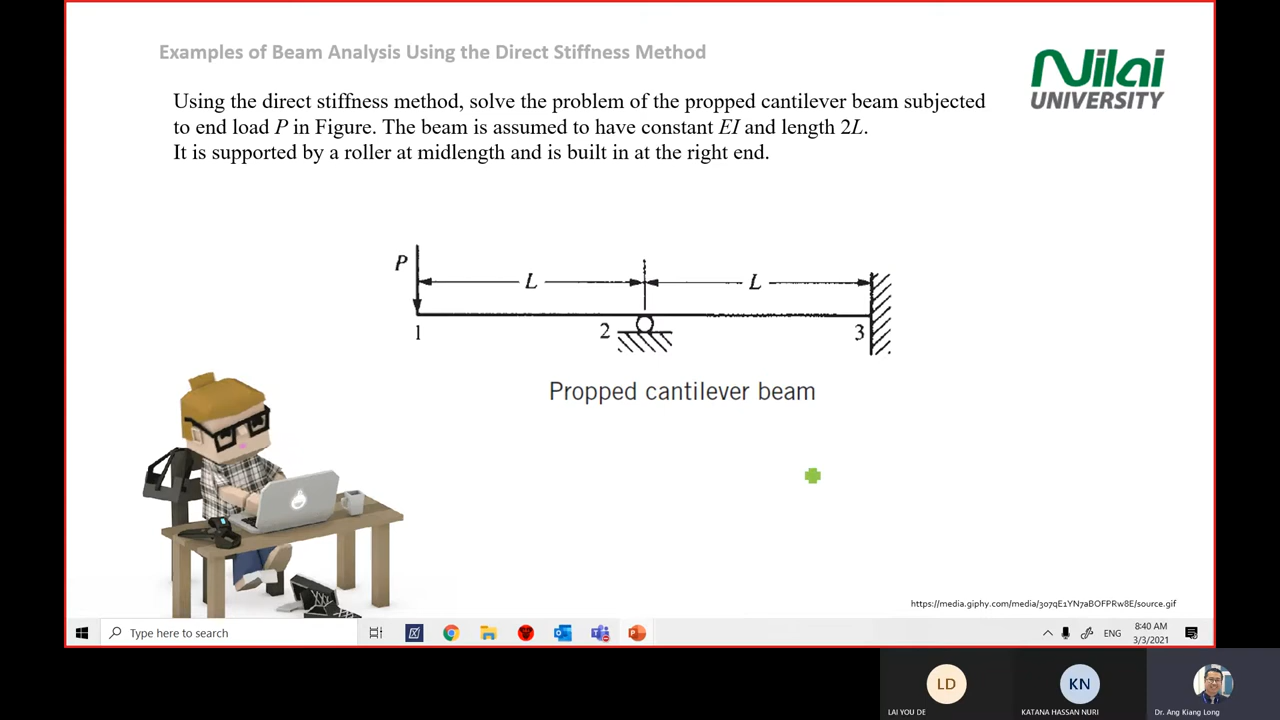 Examples of Beam Analysis Using the Direct Stiffness Method
Nilai
UNIVERSITY
Using the direct stiffness method, solve the problem of the propped cantilever beam subjected
to end load P in Figure. The beam is assumed to have constant EI and length 2L.
It is supported by a roller at midlength and is built in at the right end.
P
L
L
1
2
3
Propped cantilever beam
https://media.giphy.com/media/3o7qE1YN7aBOFPRw8E/source.gif
Type here to search
ENG
8:40 AM
3/3/2021
LD
KN
LAI YOU DE
KATANA HASSAN NURI
Dr. Ang Kiang Long